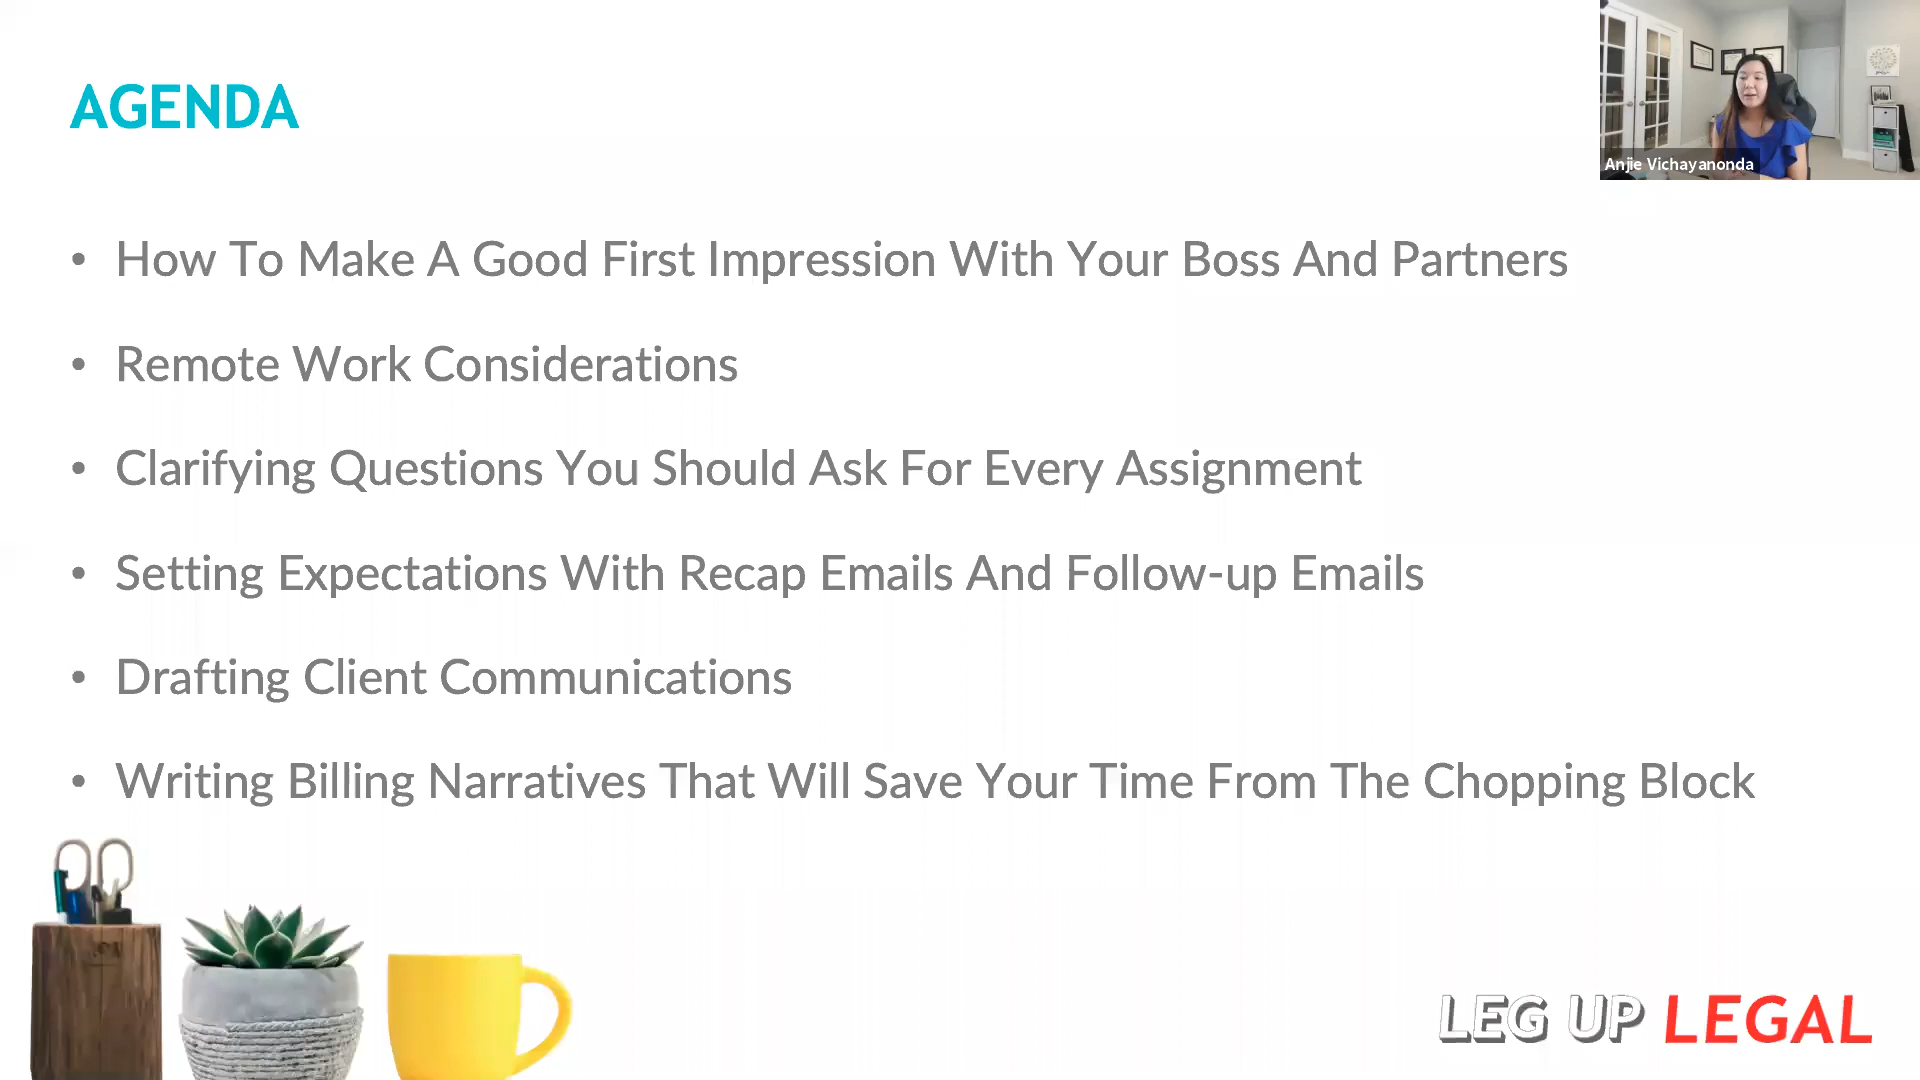 AGENDA
Anjie Vichayanonda
• How To Make A Good First Impression With Your Boss And Partners
• Remote Work Considerations
• Clarifying Questions You Should Ask For Every Assignment
• Setting Expectations With Recap Emails And Follow-up Emails
• Drafting Client Communications
• Writing Billing Narratives That Will Save Your Time From The Chopping Block
LEG UP LEGAL